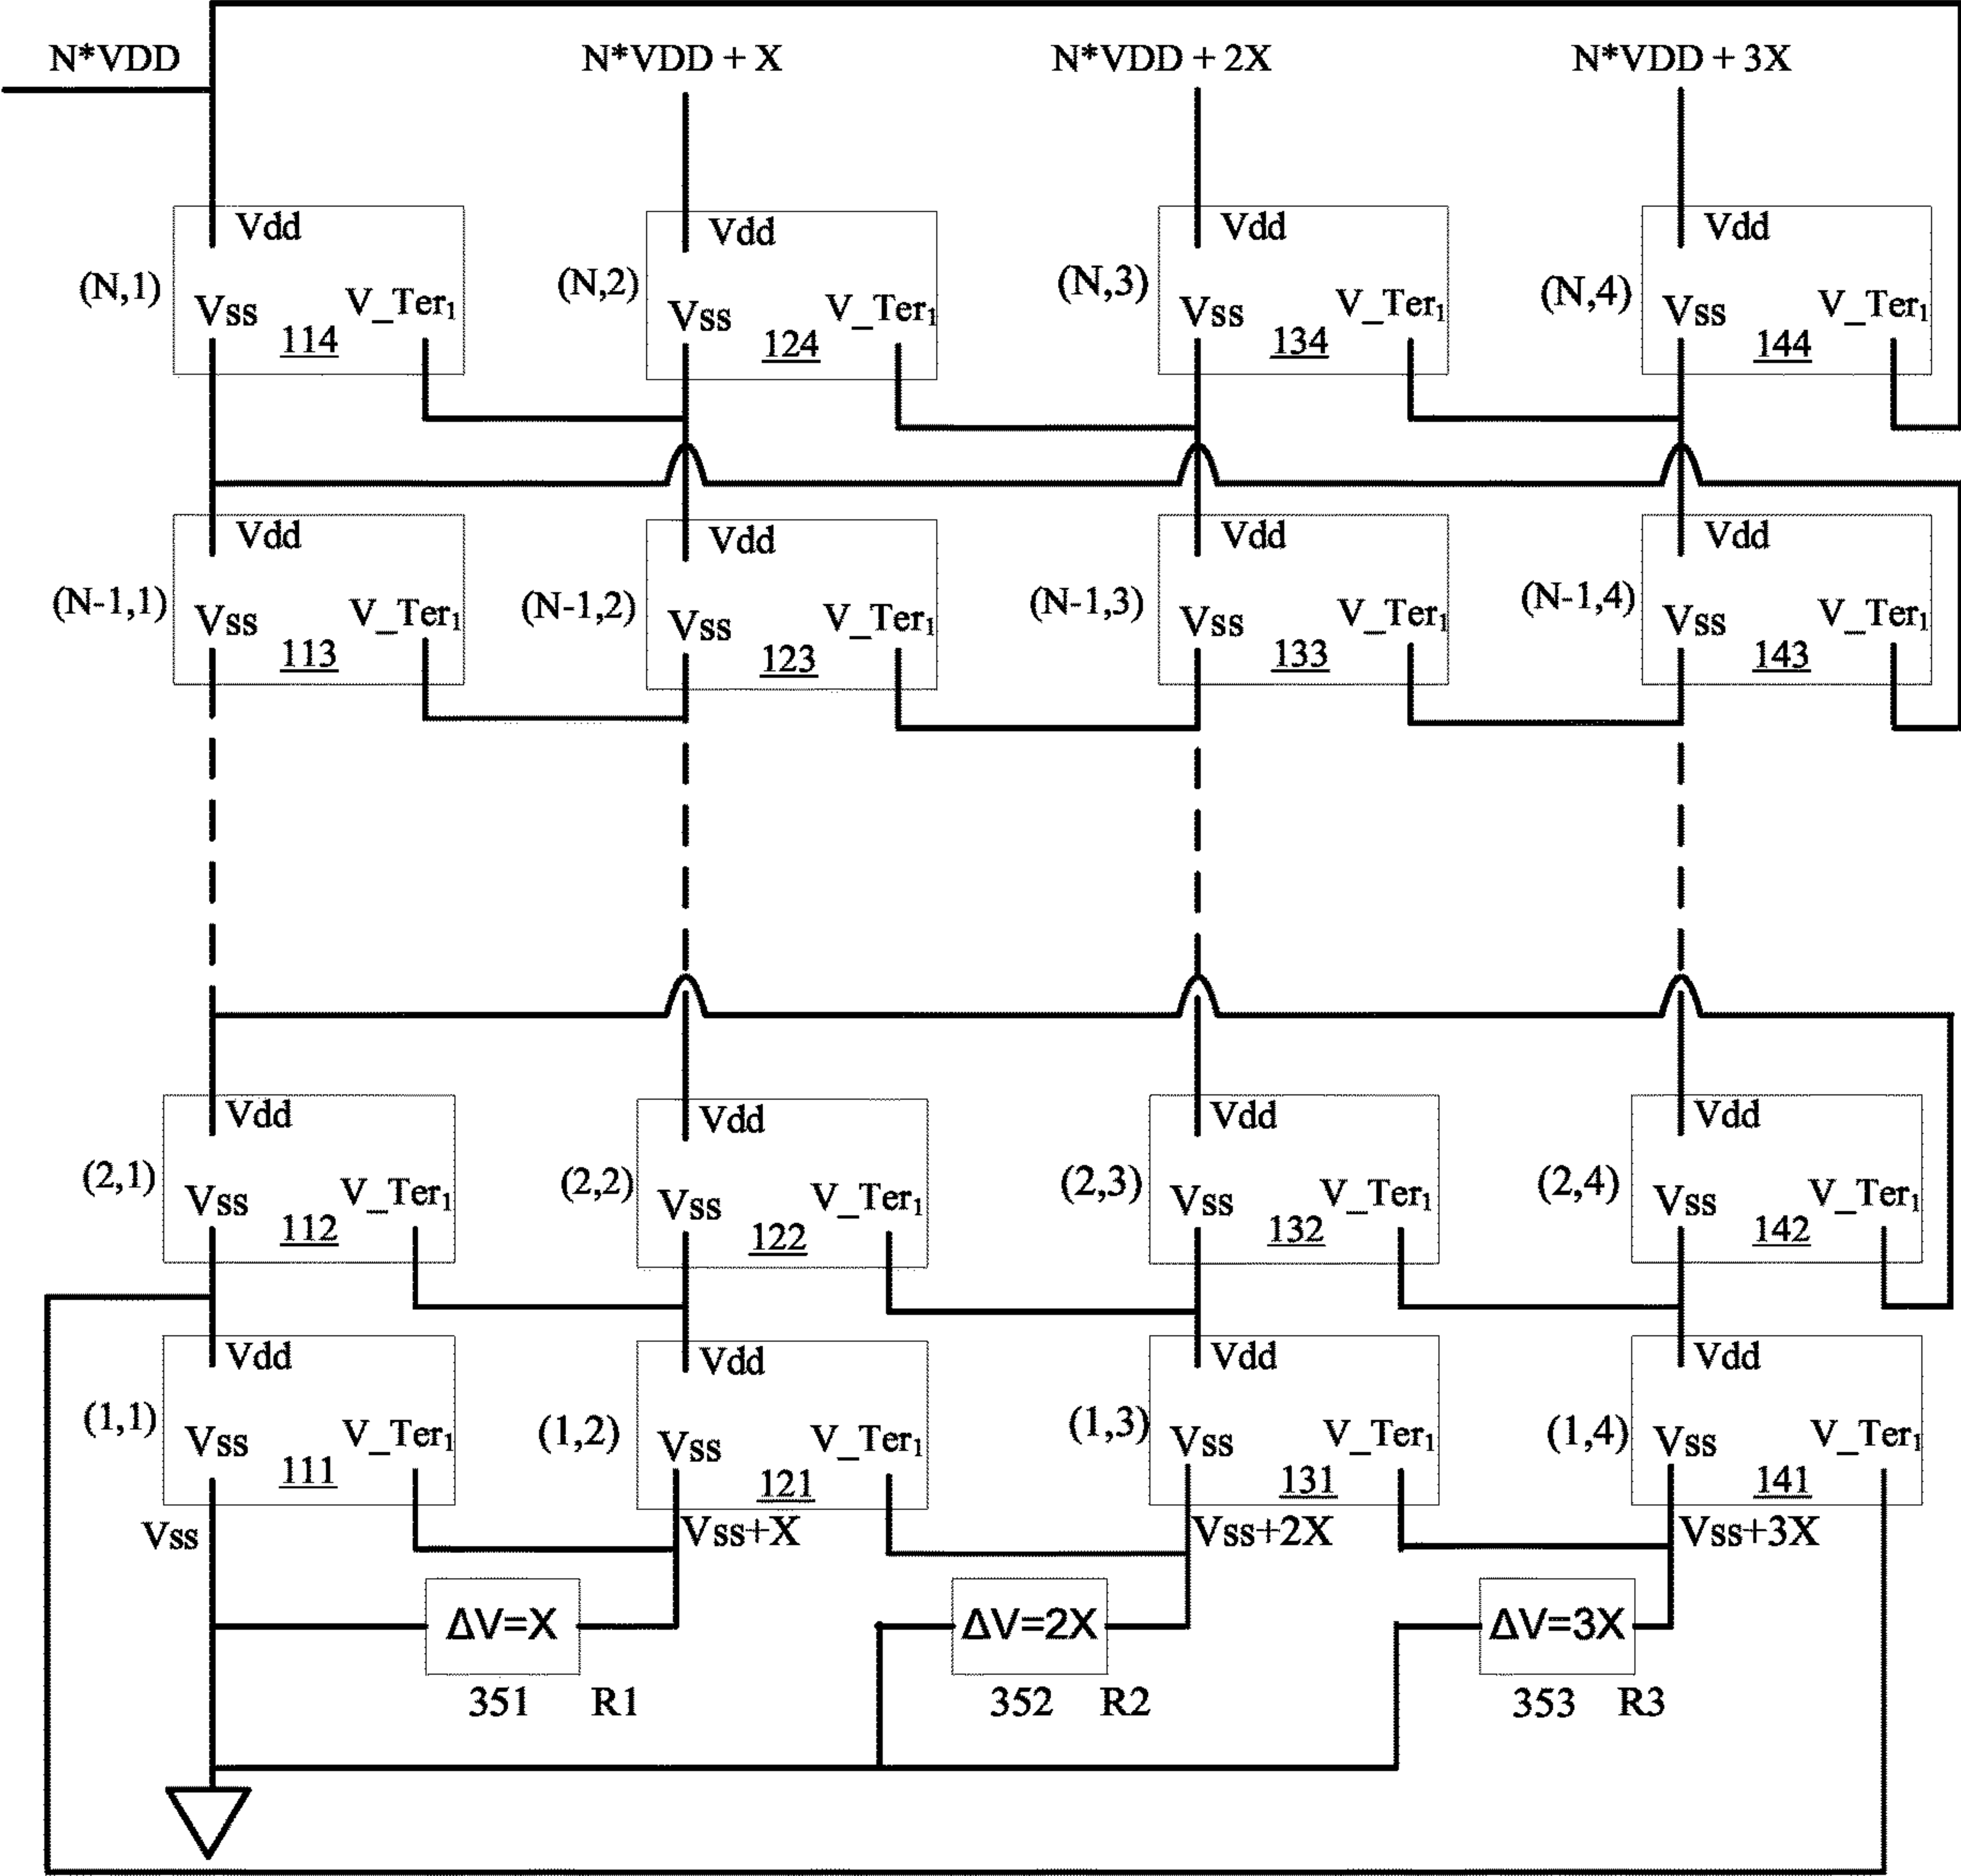 N*VDD
N*VDD + X
N*VDD + 2X
N*VDD + 3X
Vdd
Vdd
Vdd
Vdd
(N,1)
Vss
V_Ter1
114
(N,2)
Vss
V_Ter1
124
(N,3)
Vss
V_Ter1
134
(N,4)
Vss
V_Ter1
144
Vdd
Vdd
Vdd
Vdd
(N-1,1)
Vss
V_Ter1
113
(N-1,2)
Vss
V_Ter1
123
(N-1,3)
Vss
V_Ter1
133
(N-1,4)
Vss
V_Ter1
143
Vdd
Vdd
Vdd
Vdd
(2,1)
Vss
V_Ter1
112
(2,2)
Vss
V_Ter1
122
(2,3)
Vss
V_Ter1
132
(2,4)
Vss
V_Ter1
142
Vdd
Vdd
Vdd
Vdd
(1,1)
Vss
V_Ter1
111
(1,2)
Vss
V_Ter1
121
(1,3)
Vss
V_Ter1
131
(1,4)
Vss
V_Ter1
141
Vss
Vss+X
Vss+2X
Vss+3X
ΔV=X
ΔV=2X
ΔV=3X
351
R1
352
R2
353
R3